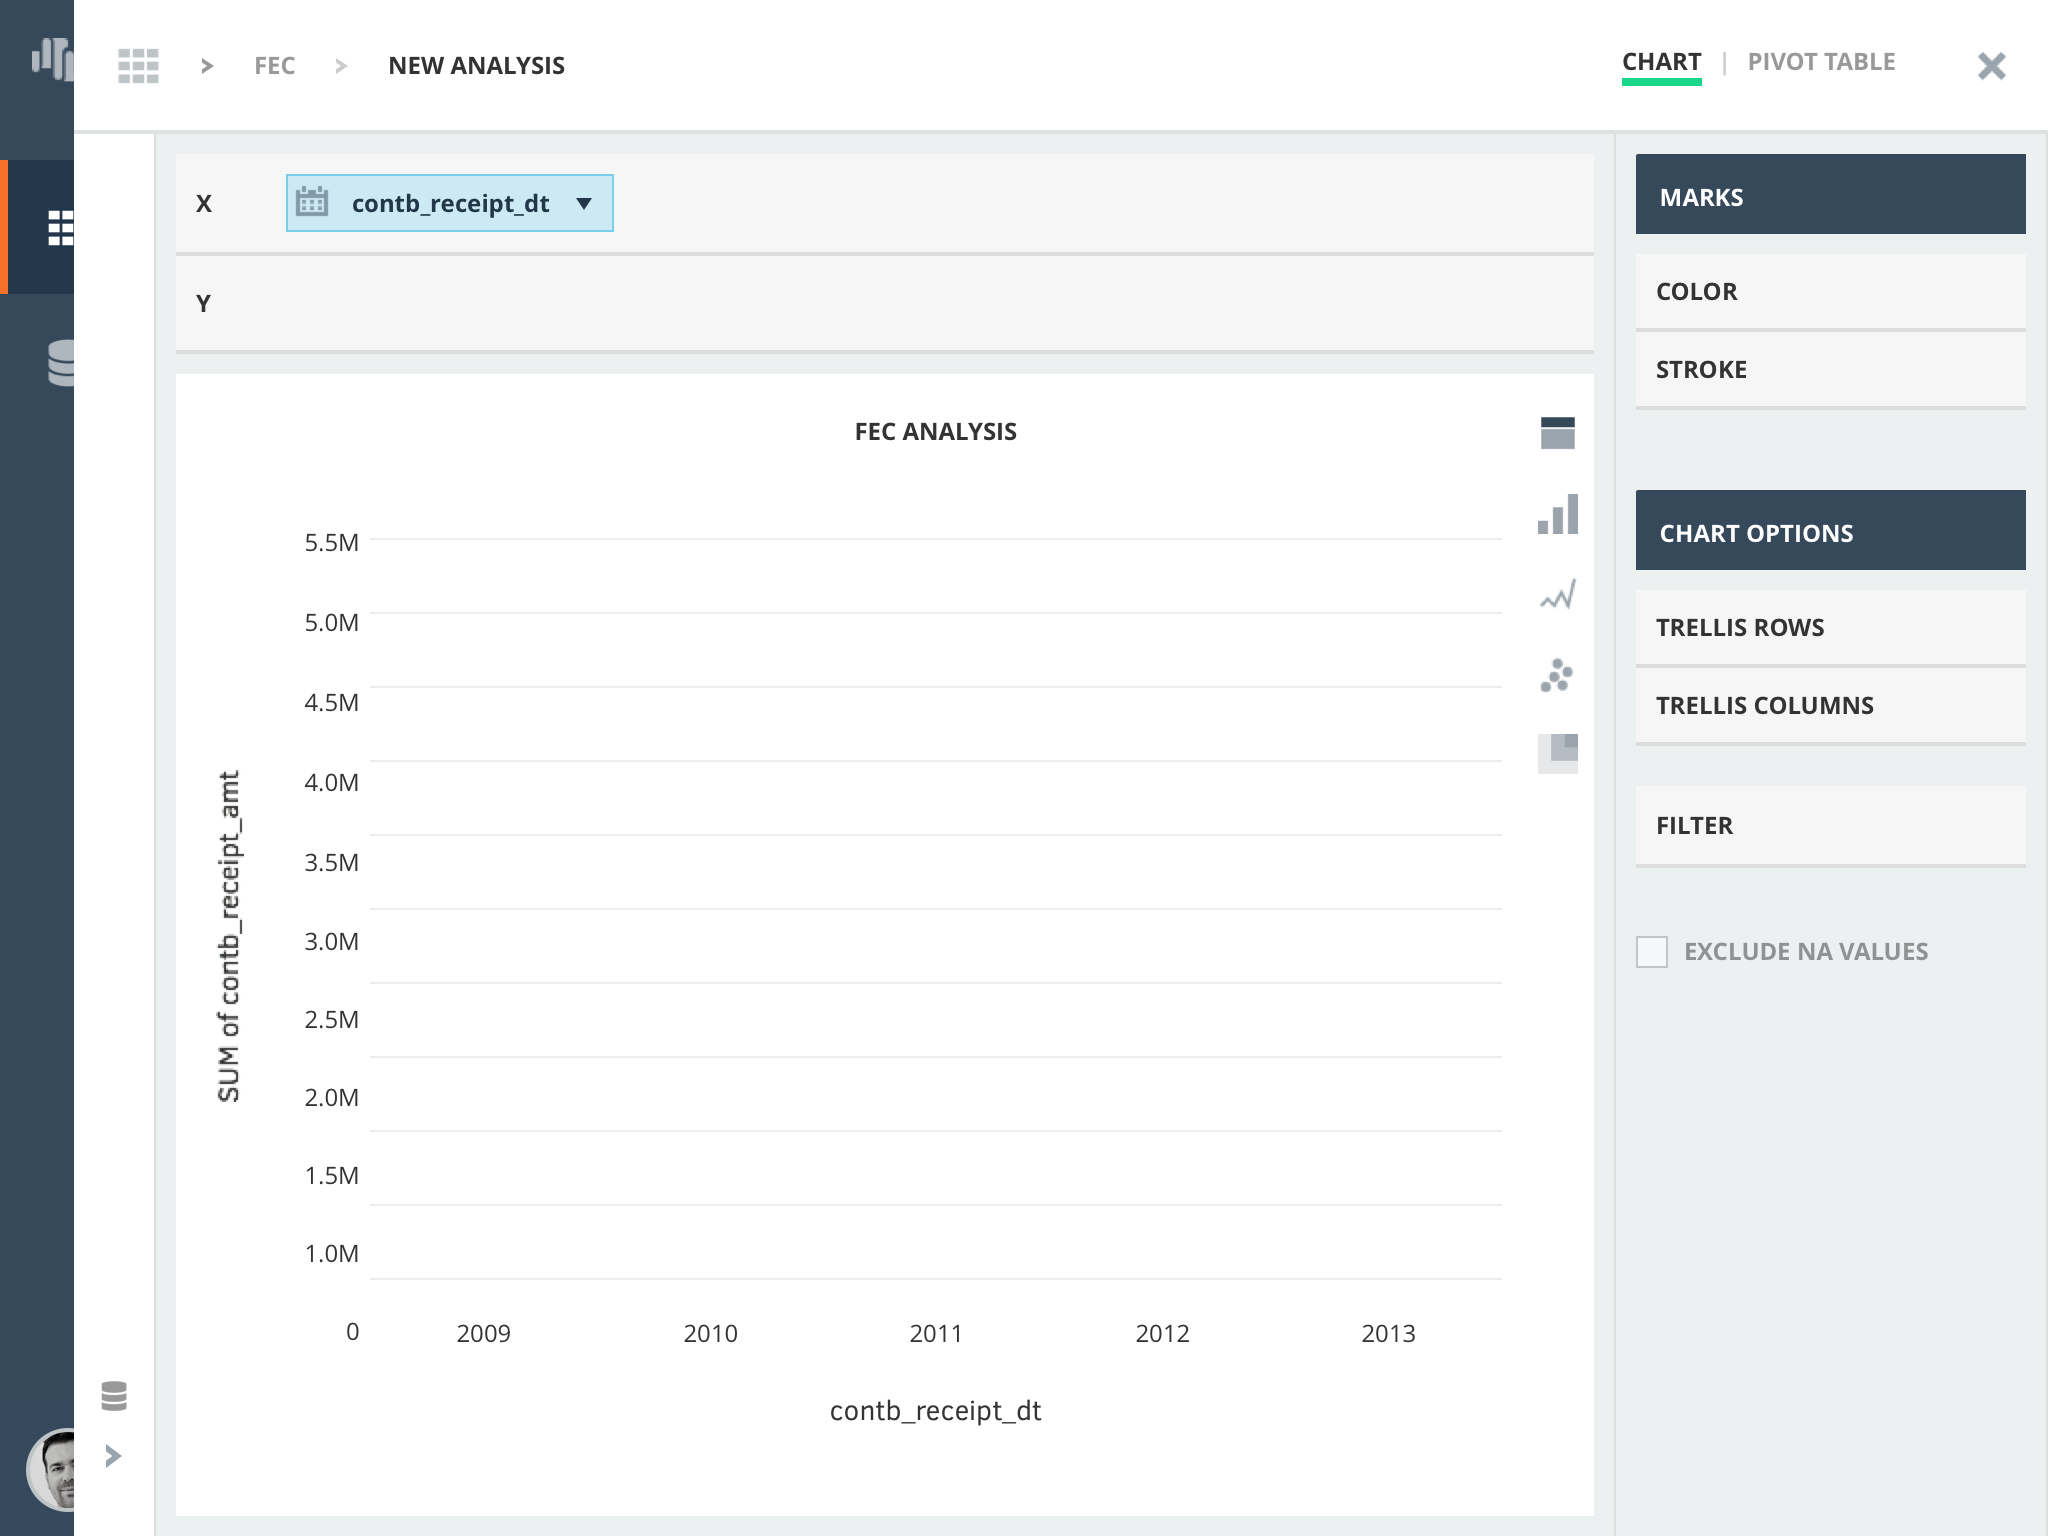 FEC
NEW ANALYSIS
CHART | PIVOT TABLE
X
contb_receipt_dt
Y
FEC ANALYSIS
5.5M
5.0M
4.5M
4.0M
3.5M
3.0M
2.5M
2.0M
1.5M
1.0M
0
SUM of contb_receipt_amt
2009
2010
2011
2012
2013
contb_receipt_dt
MARKS
COLOR
STROKE
CHART OPTIONS
TRELLIS ROWS
TRELLIS COLUMNS
FILTER
EXCLUDE NA VALUES